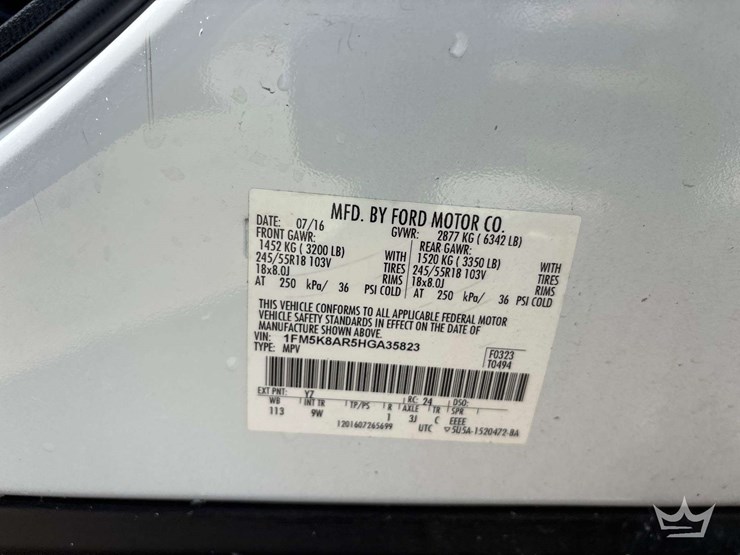 MFD. BY FORD MOTOR CO.
DATE: 07/16 GVWR: 2877 KG ( 6342 LB)
FRONT GAWR: REAR GAWR:
1452 KG ( 3200 LB) WITH 1520 KG ( 3350 LB) WITH
245/55R18 103V TIRES 245/55R18 103V TIRES
18x8.0J RIMS 18x8.0J RIMS
AT 250 kPa/ 36 PSI COLD AT 250 kPa/ 36 PSI COLD
THIS VEHICLE CONFORMS TO ALL APPLICABLE FEDERAL MOTOR
VEHICLE SAFETY STANDARDS IN EFFECT ON THE DATE OF
MANUFACTURE SHOWN ABOVE.
VIN: 1FM5K8AR5HGA35823
TYPE: MPV
F0323
T0494
EXT PNT: YZ RC: 24 DSO:
WB INT TR TP/PS R AXLE TR SPR
113 9W 1 3J C EEEE
1201607265699 UTC ▽5U5A-1520472-BA